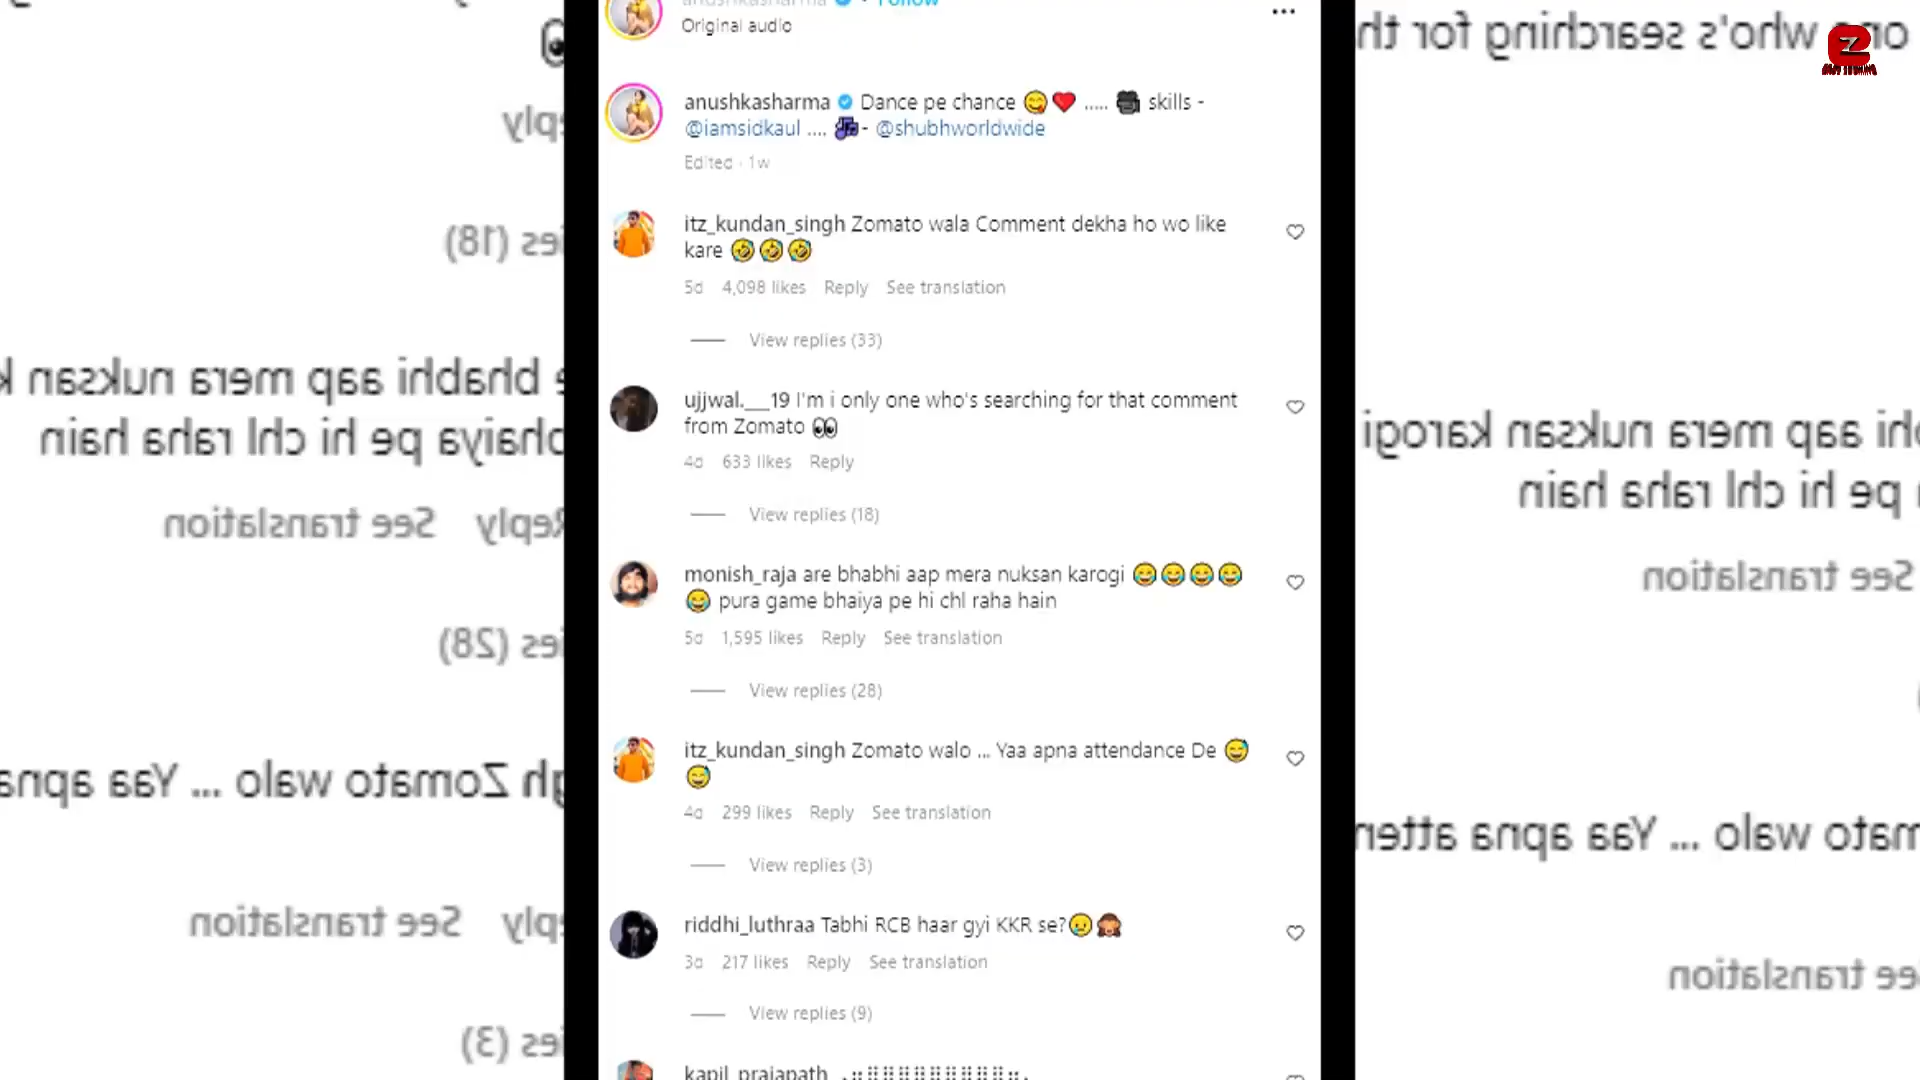 anushkasharma • Follow
Original audio
anushkasharma Dance pe chance 😋❤️ ..... 🎥 skills -
@iamsidkaul .... 🎶- @shubhworldwide
Edited · 1w
itz_kundan_singh Zomato wala Comment dekha ho wo like
kare 🤣🤣🤣
5d 4,098 likes Reply See translation
View replies (33)
ujjwal.___19 I'm i only one who's searching for that comment
from Zomato 👀
4d 633 likes Reply
View replies (18)
monish_raja are bhabhi aap mera nuksan karogi 😂😂😂😂
😂 pura game bhaiya pe hi chl raha hain
5d 1,595 likes Reply See translation
View replies (28)
itz_kundan_singh Zomato walo ... Yaa apna attendance De 😅
😅
4d 299 likes Reply See translation
View replies (3)
riddhi_luthraa Tabhi RCB haar gyi KKR se?😢🙈
3d 217 likes Reply See translation
View replies (9)
kapil_prajapath